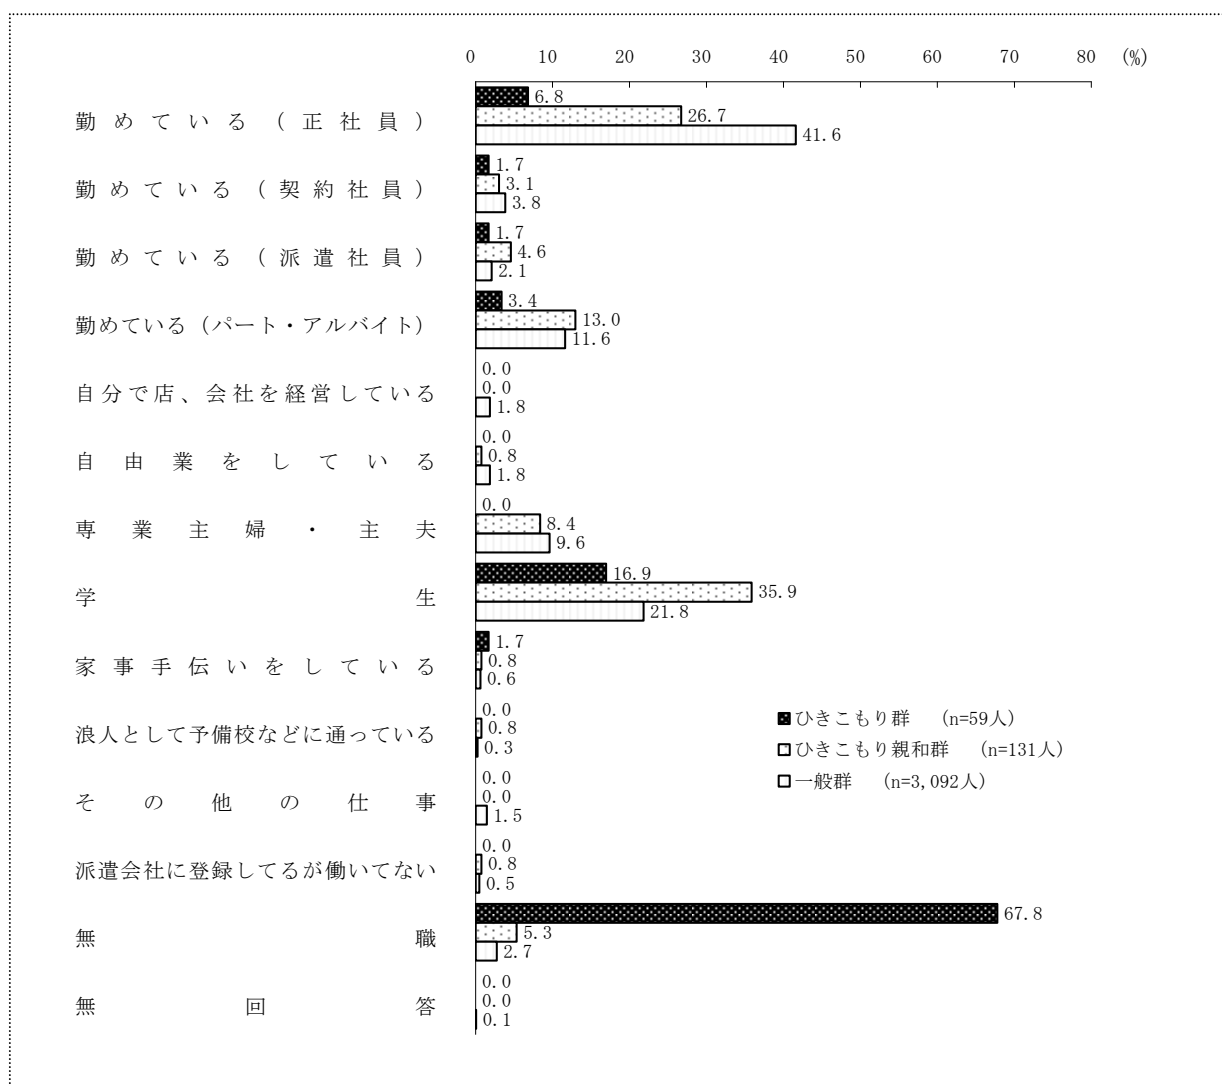 0 10 20 30 40 50 60 70 80 (%)
勤めている(正社員)
6.8
26.7
41.6
勤めている(契約社員)
1.7
3.1
3.8
勤めている(派遣社員)
1.7
4.6
2.1
勤めている(パート・アルバイト)
3.4
13.0
11.6
自分で店、会社を経営している
0.0
0.0
1.8
自由業をしている
0.0
0.8
1.8
専業主婦・主夫
0.0
8.4
9.6
学生
16.9
35.9
21.8
家事手伝いをしている
1.7
0.8
0.6
浪人として予備校などに通っている
0.0
0.8
0.3
その他の仕事
0.0
0.0
1.5
派遣会社に登録してるが働いてない
0.0
0.8
0.5
無職
67.8
5.3
2.7
無回答
0.0
0.0
0.1
ひきこもり群 (n=59人)
ひきこもり親和群 (n=131人)
一般群 (n=3,092人)